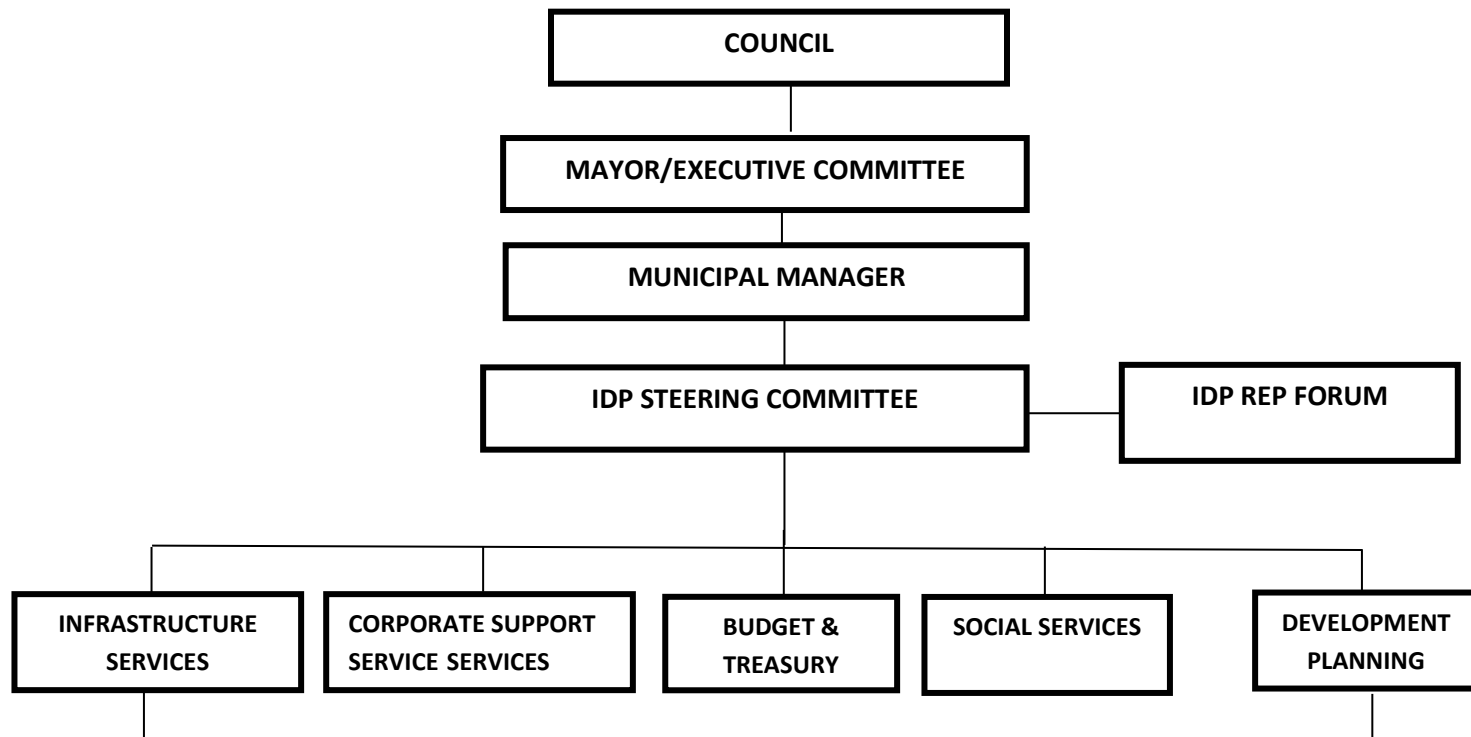 COUNCIL
MAYOR/EXECUTIVE COMMITTEE
MUNICIPAL MANAGER
IDP STEERING COMMITTEE
IDP REP FORUM
INFRASTRUCTURE
SERVICES
CORPORATE SUPPORT
SERVICE SERVICES
BUDGET &
TREASURY
SOCIAL SERVICES
DEVELOPMENT
PLANNING